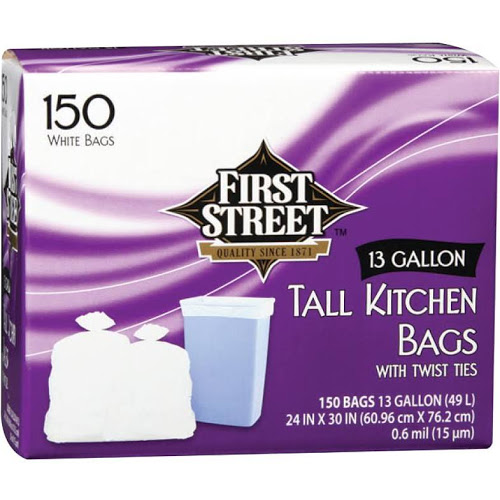 150
WHITE BAGS
FIRST
STREET
™
QUALITY SINCE 1871
13 GALLON
TALL KITCHEN
BAGS
WITH TWIST TIES
150 BAGS 13 GALLON (49 L)
24 IN X 30 IN (60.96 cm X 76.2 cm)
0.6 mil (15 µm)